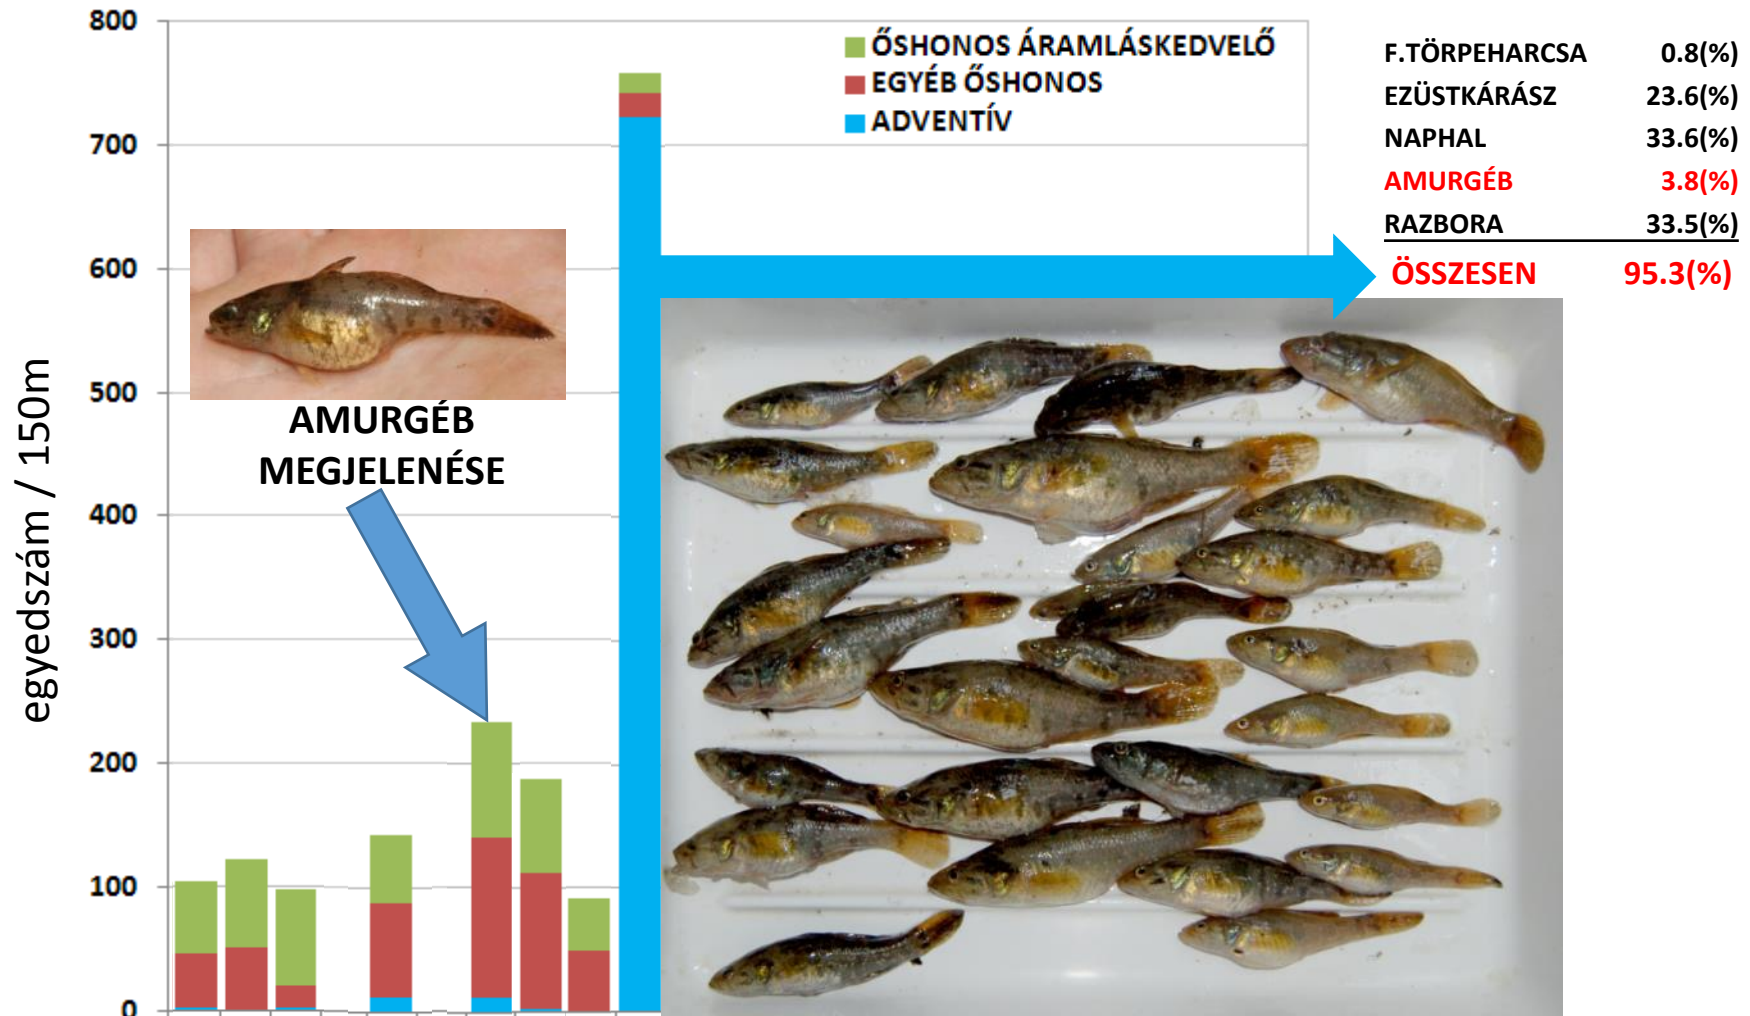 800
700
600
500
400
300
200
100
0
egyedszám / 150m
ŐSHONOS ÁRAMLÁSKEDVELŐ
EGYÉB ŐSHONOS
ADVENTÍV
AMURGÉB
MEGJELENÉSE
F.TÖRPEHARCSA 0.8(%)
EZÜSTKÁRÁSZ 23.6(%)
NAPHAL 33.6(%)
AMURGÉB 3.8(%)
RAZBORA 33.5(%)
ÖSSZESEN 95.3(%)